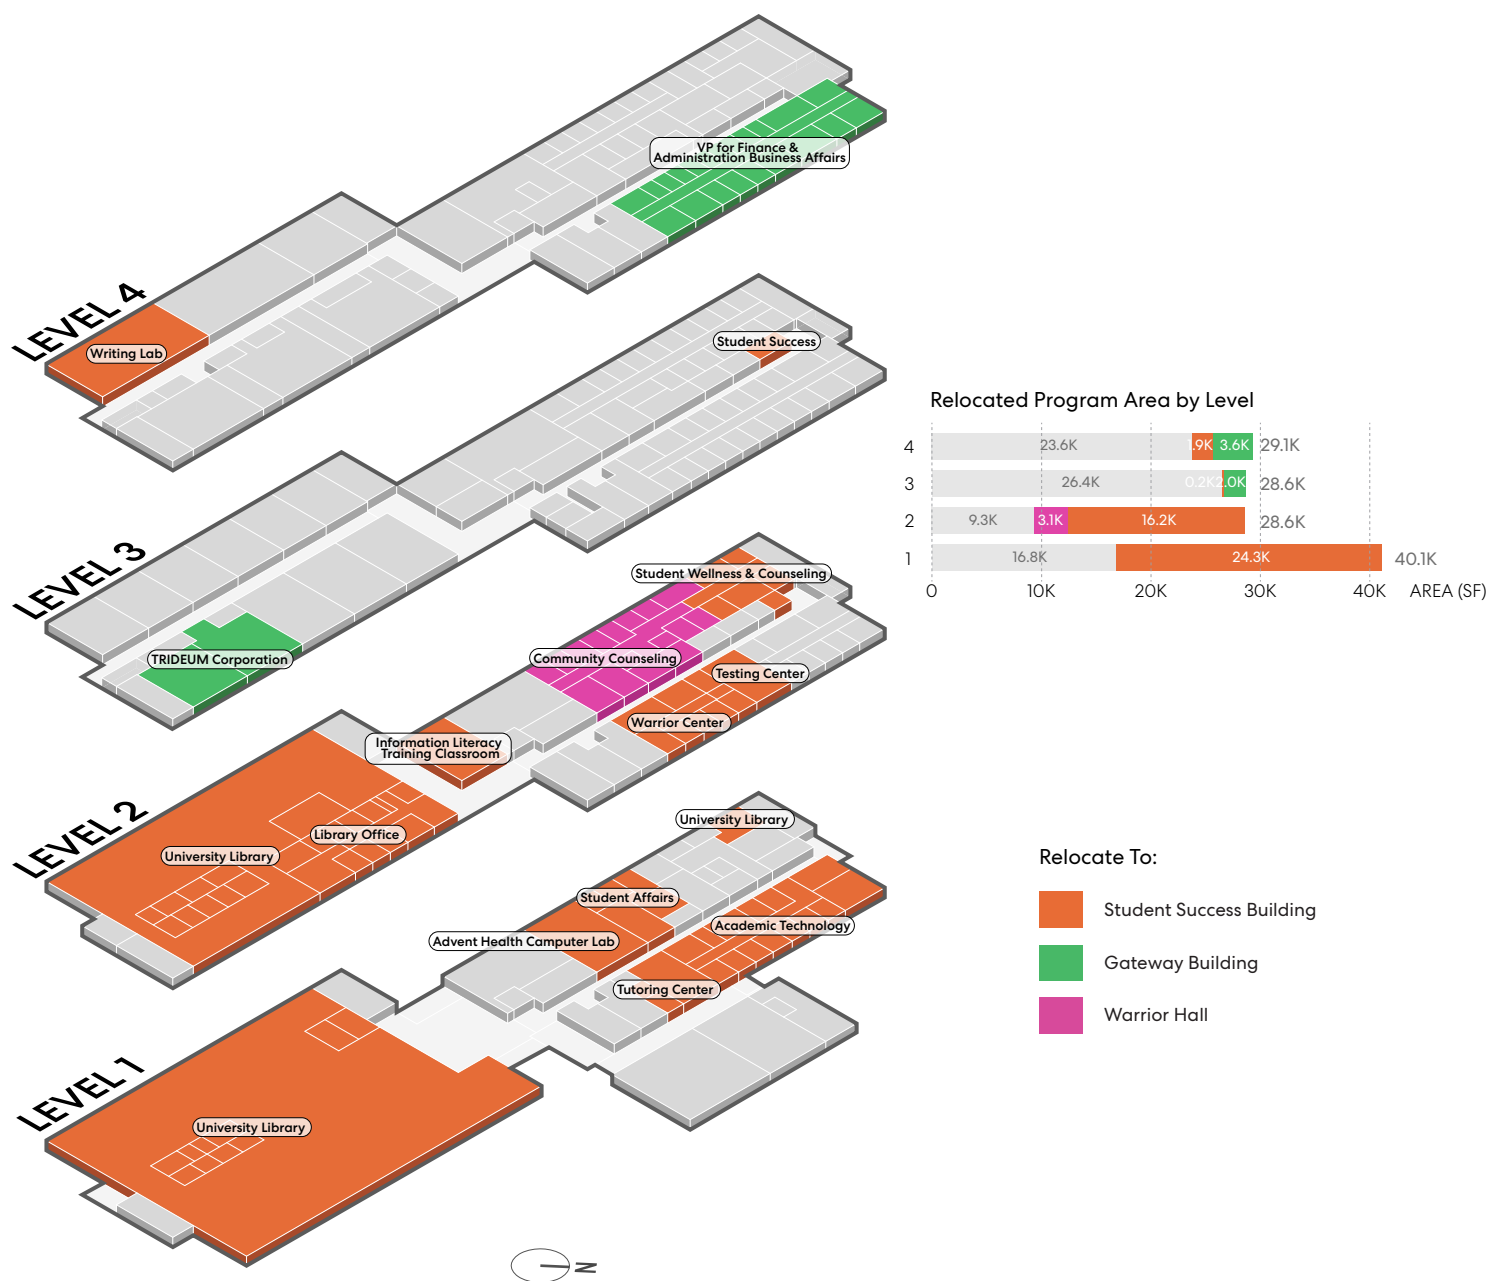 LEVEL 4
VP for Finance &
Administration Business Affairs
Writing Lab
LEVEL 3
Student Success
TRIDEUM Corporation
LEVEL 2
Student Wellness & Counseling
Community Counseling
Testing Center
Warrior Center
Information Literacy
Training Classroom
Library Office
University Library
LEVEL 1
University Library
Student Affairs
Academic Technology
Advent Health Camputer Lab
Tutoring Center
University Library
N
Relocated Program Area by Level
4 23.6K 1.9K 3.6K 29.1K
3 26.4K 0.2K 2.0K 28.6K
2 9.3K 3.1K 16.2K 28.6K
1 16.8K 24.3K 40.1K
0 10K 20K 30K 40K AREA (SF)
Relocate To:
Student Success Building
Gateway Building
Warrior Hall